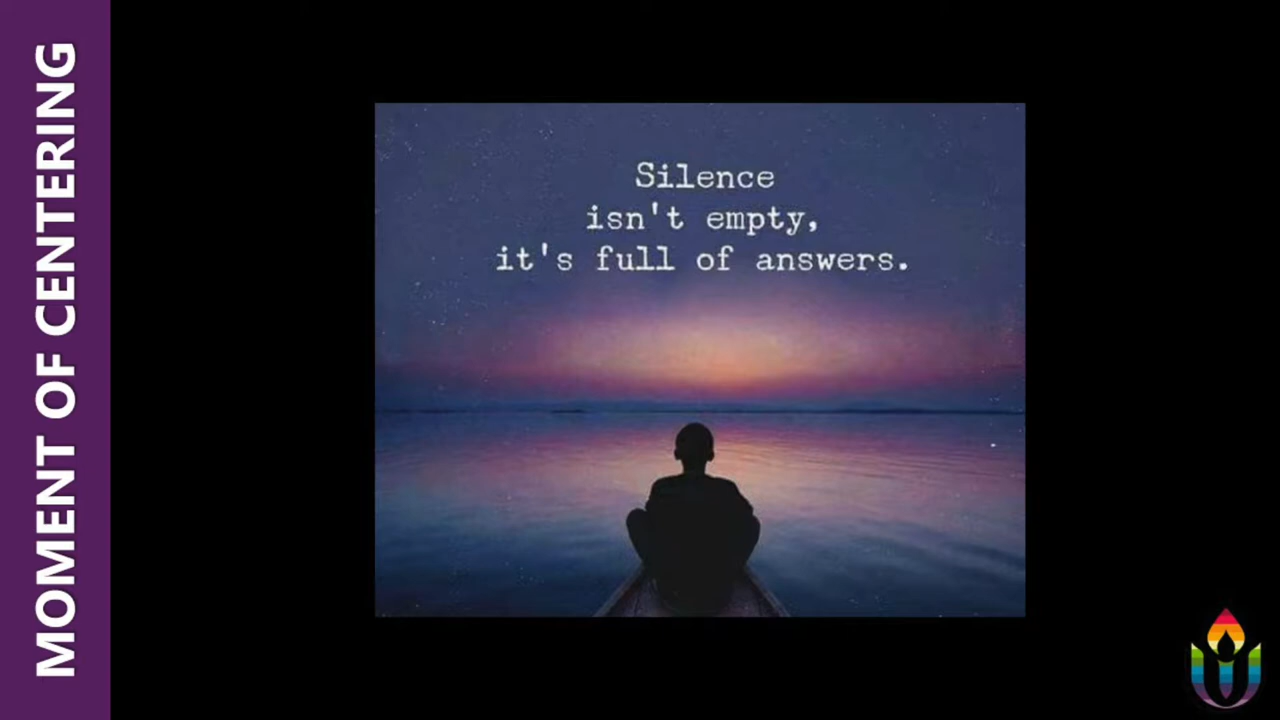 MOMENT OF CENTERING
Silence
isn't empty,
it's full of answers.